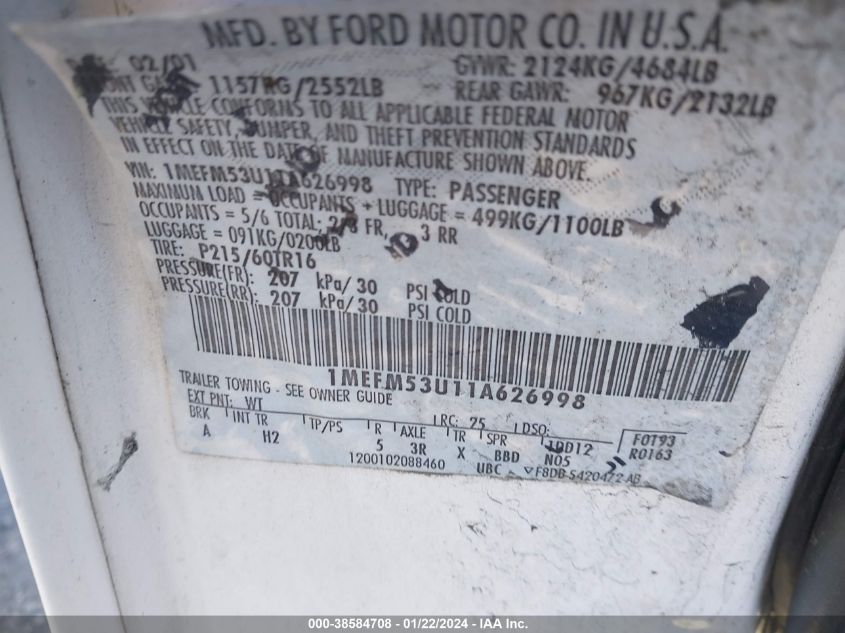 MFD. BY FORD MOTOR CO. IN U.S.A.
02/01 GVWR: 2124KG/4684LB
1157KG/2552LB REAR GAWR: 967KG/2132LB
THIS VEHICLE CONFORMS TO ALL APPLICABLE FEDERAL MOTOR
VEHICLE SAFETY, BUMPER, AND THEFT PREVENTION STANDARDS
IN EFFECT ON THE DATE OF MANUFACTURE SHOWN ABOVE.
VIN: 1MEFM53U11A626998 TYPE: PASSENGER
MAXIMUM LOAD = OCCUPANTS + LUGGAGE = 499KG/1100LB
OCCUPANTS = 5/6 TOTAL: 2/3 FR, 3 RR
LUGGAGE = 091KG/0200LB
TIRE: P215/60TR16
PRESSURE(FR): 207 kPa/ 30 PSI COLD
PRESSURE(RR): 207 kPa/ 30 PSI COLD
1MEFM53U11A626998
TRAILER TOWING - SEE OWNER GUIDE
EXT PNT: WT RC: 25 DSO:
BRK INT TR TP/PS R AXLE TR SPR F0T93
A H2 5 3R X BBD N05 R0163
1200102088460 UBC F8DB-5420472-AB
000-38584708 - 01/22/2024 - IAA Inc.